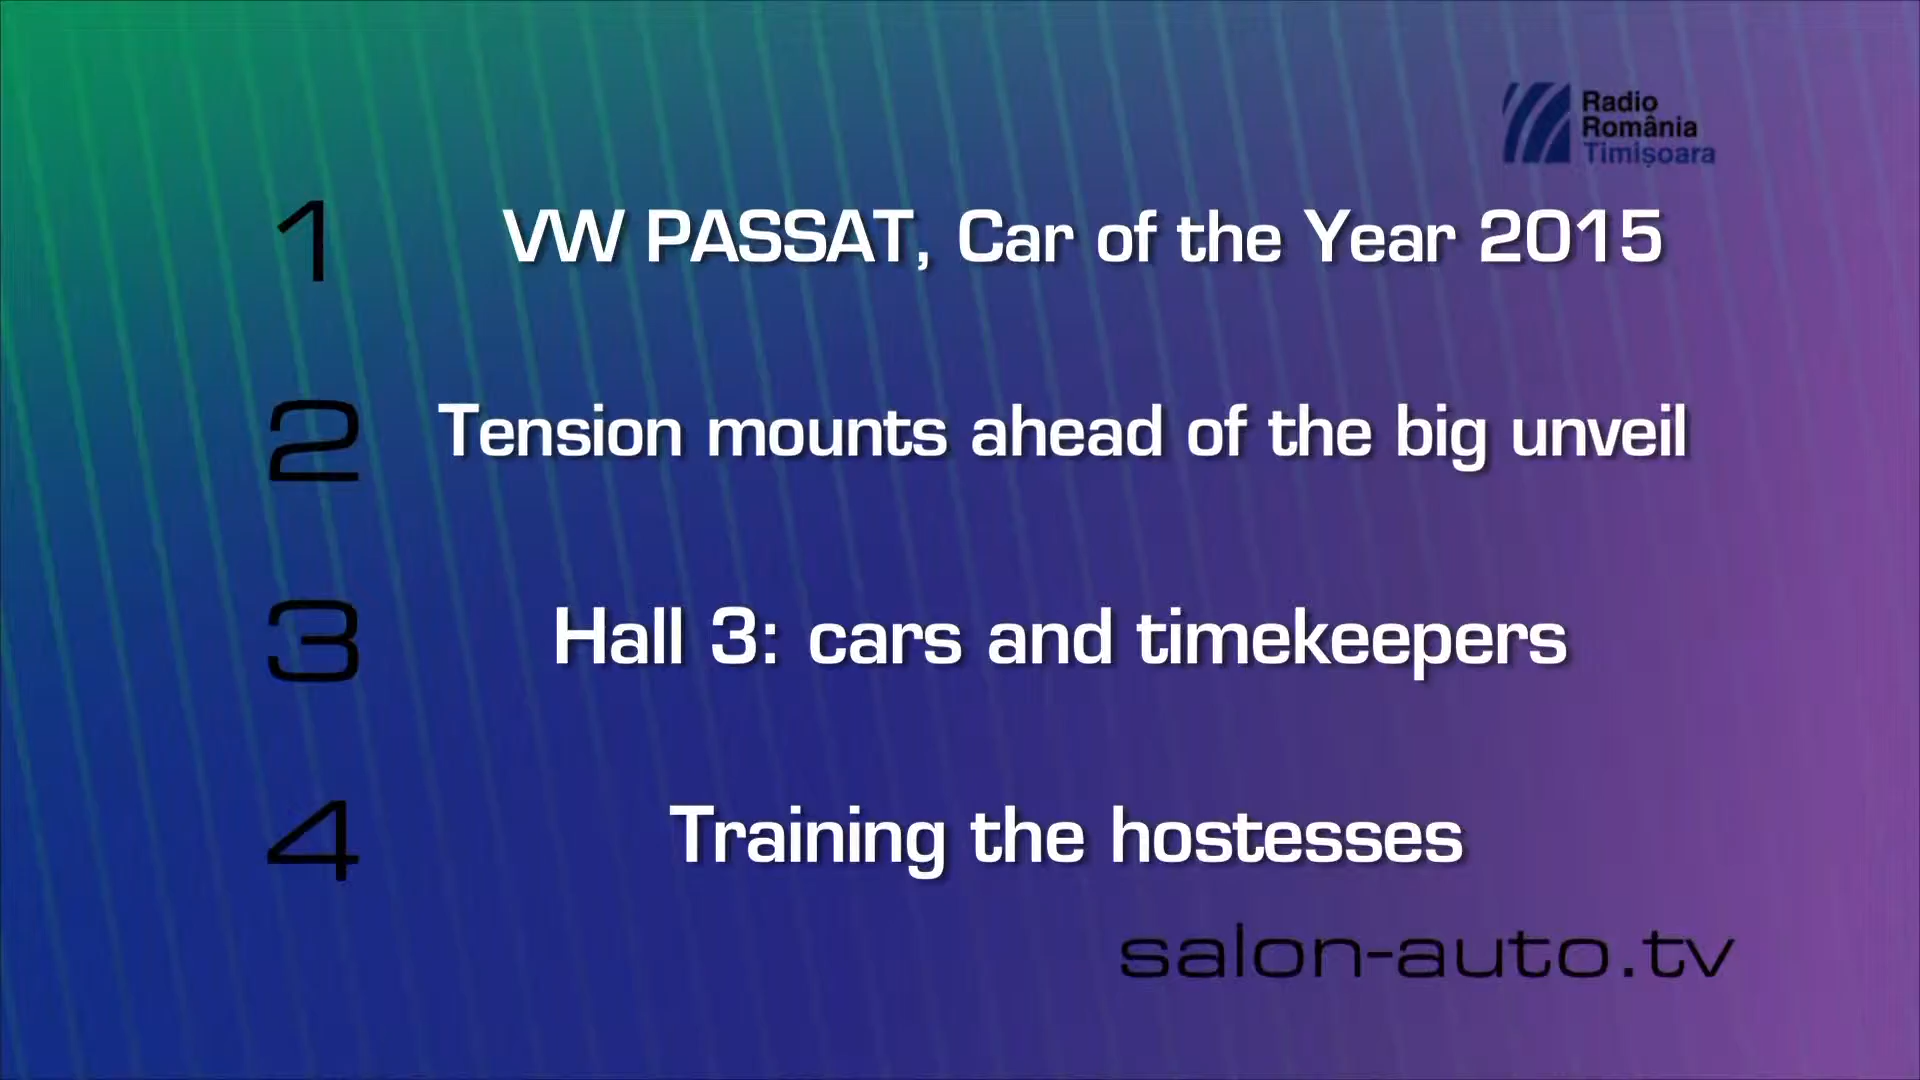 Radio
România
Timișoara
1 VW PASSAT, Car of the Year 2015
2 Tension mounts ahead of the big unveil
3 Hall 3: cars and timekeepers
4 Training the hostesses
salon-auto.tv